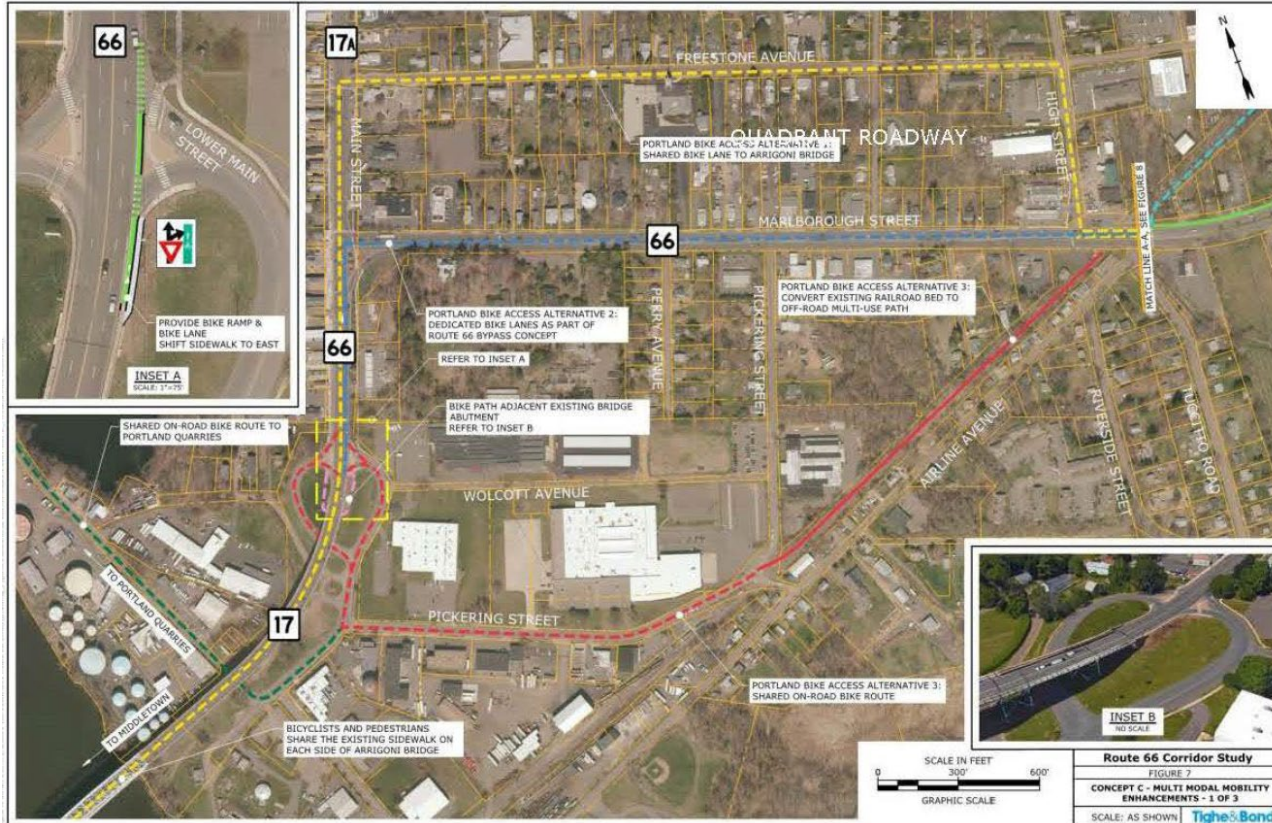 66
LOWER MAIN
STREET
PROVIDE BIKE RAMP &
BIKE LANE
SHIFT SIDEWALK TO EAST
INSET A
SCALE: 1"=75'
17A
FREESTONE AVENUE
N
MAIN STREET
HIGH STREET
PORTLAND BIKE ACCESS ALTERNATIVE
SHARED BIKE LANE TO ARRIGONI BRIDGE
QUADRANT ROADWAY
MARLBOROUGH STREET
66
MATCH LINE A-A, SEE FIGURE 8
PORTLAND BIKE ACCESS ALTERNATIVE 2:
DEDICATED BIKE LANES AS PART OF
ROUTE 66 BYPASS CONCEPT
PORTLAND BIKE ACCESS ALTERNATIVE 3:
CONVERT EXISTING RAILROAD BED TO
OFF-ROAD MULTI-USE PATH
PERRY AVENUE
PICKERING STREET
66
REFER TO INSET A
BIKE PATH ADJACENT EXISTING BRIDGE
ABUTMENT
REFER TO INSET B
RIVERSIDE STREET
ROAD
AIRLINE AVENUE
SHARED ON-ROAD BIKE ROUTE TO
PORTLAND QUARRIES
WOLCOTT AVENUE
TO PORTLAND QUARRIES
17
PICKERING STREET
TO MIDDLETOWN
BICYCLISTS AND PEDESTRIANS
SHARE THE EXISTING SIDEWALK ON
EACH SIDE OF ARRIGONI BRIDGE
PORTLAND BIKE ACCESS ALTERNATIVE 3:
SHARED ON-ROAD BIKE ROUTE
INSET B
NO SCALE
SCALE IN FEET
0 300' 600'
GRAPHIC SCALE
Route 66 Corridor Study
FIGURE 7
CONCEPT C - MULTI MODAL MOBILITY
ENHANCEMENTS - 1 OF 3
SCALE: AS SHOWN
Tighe&Bond